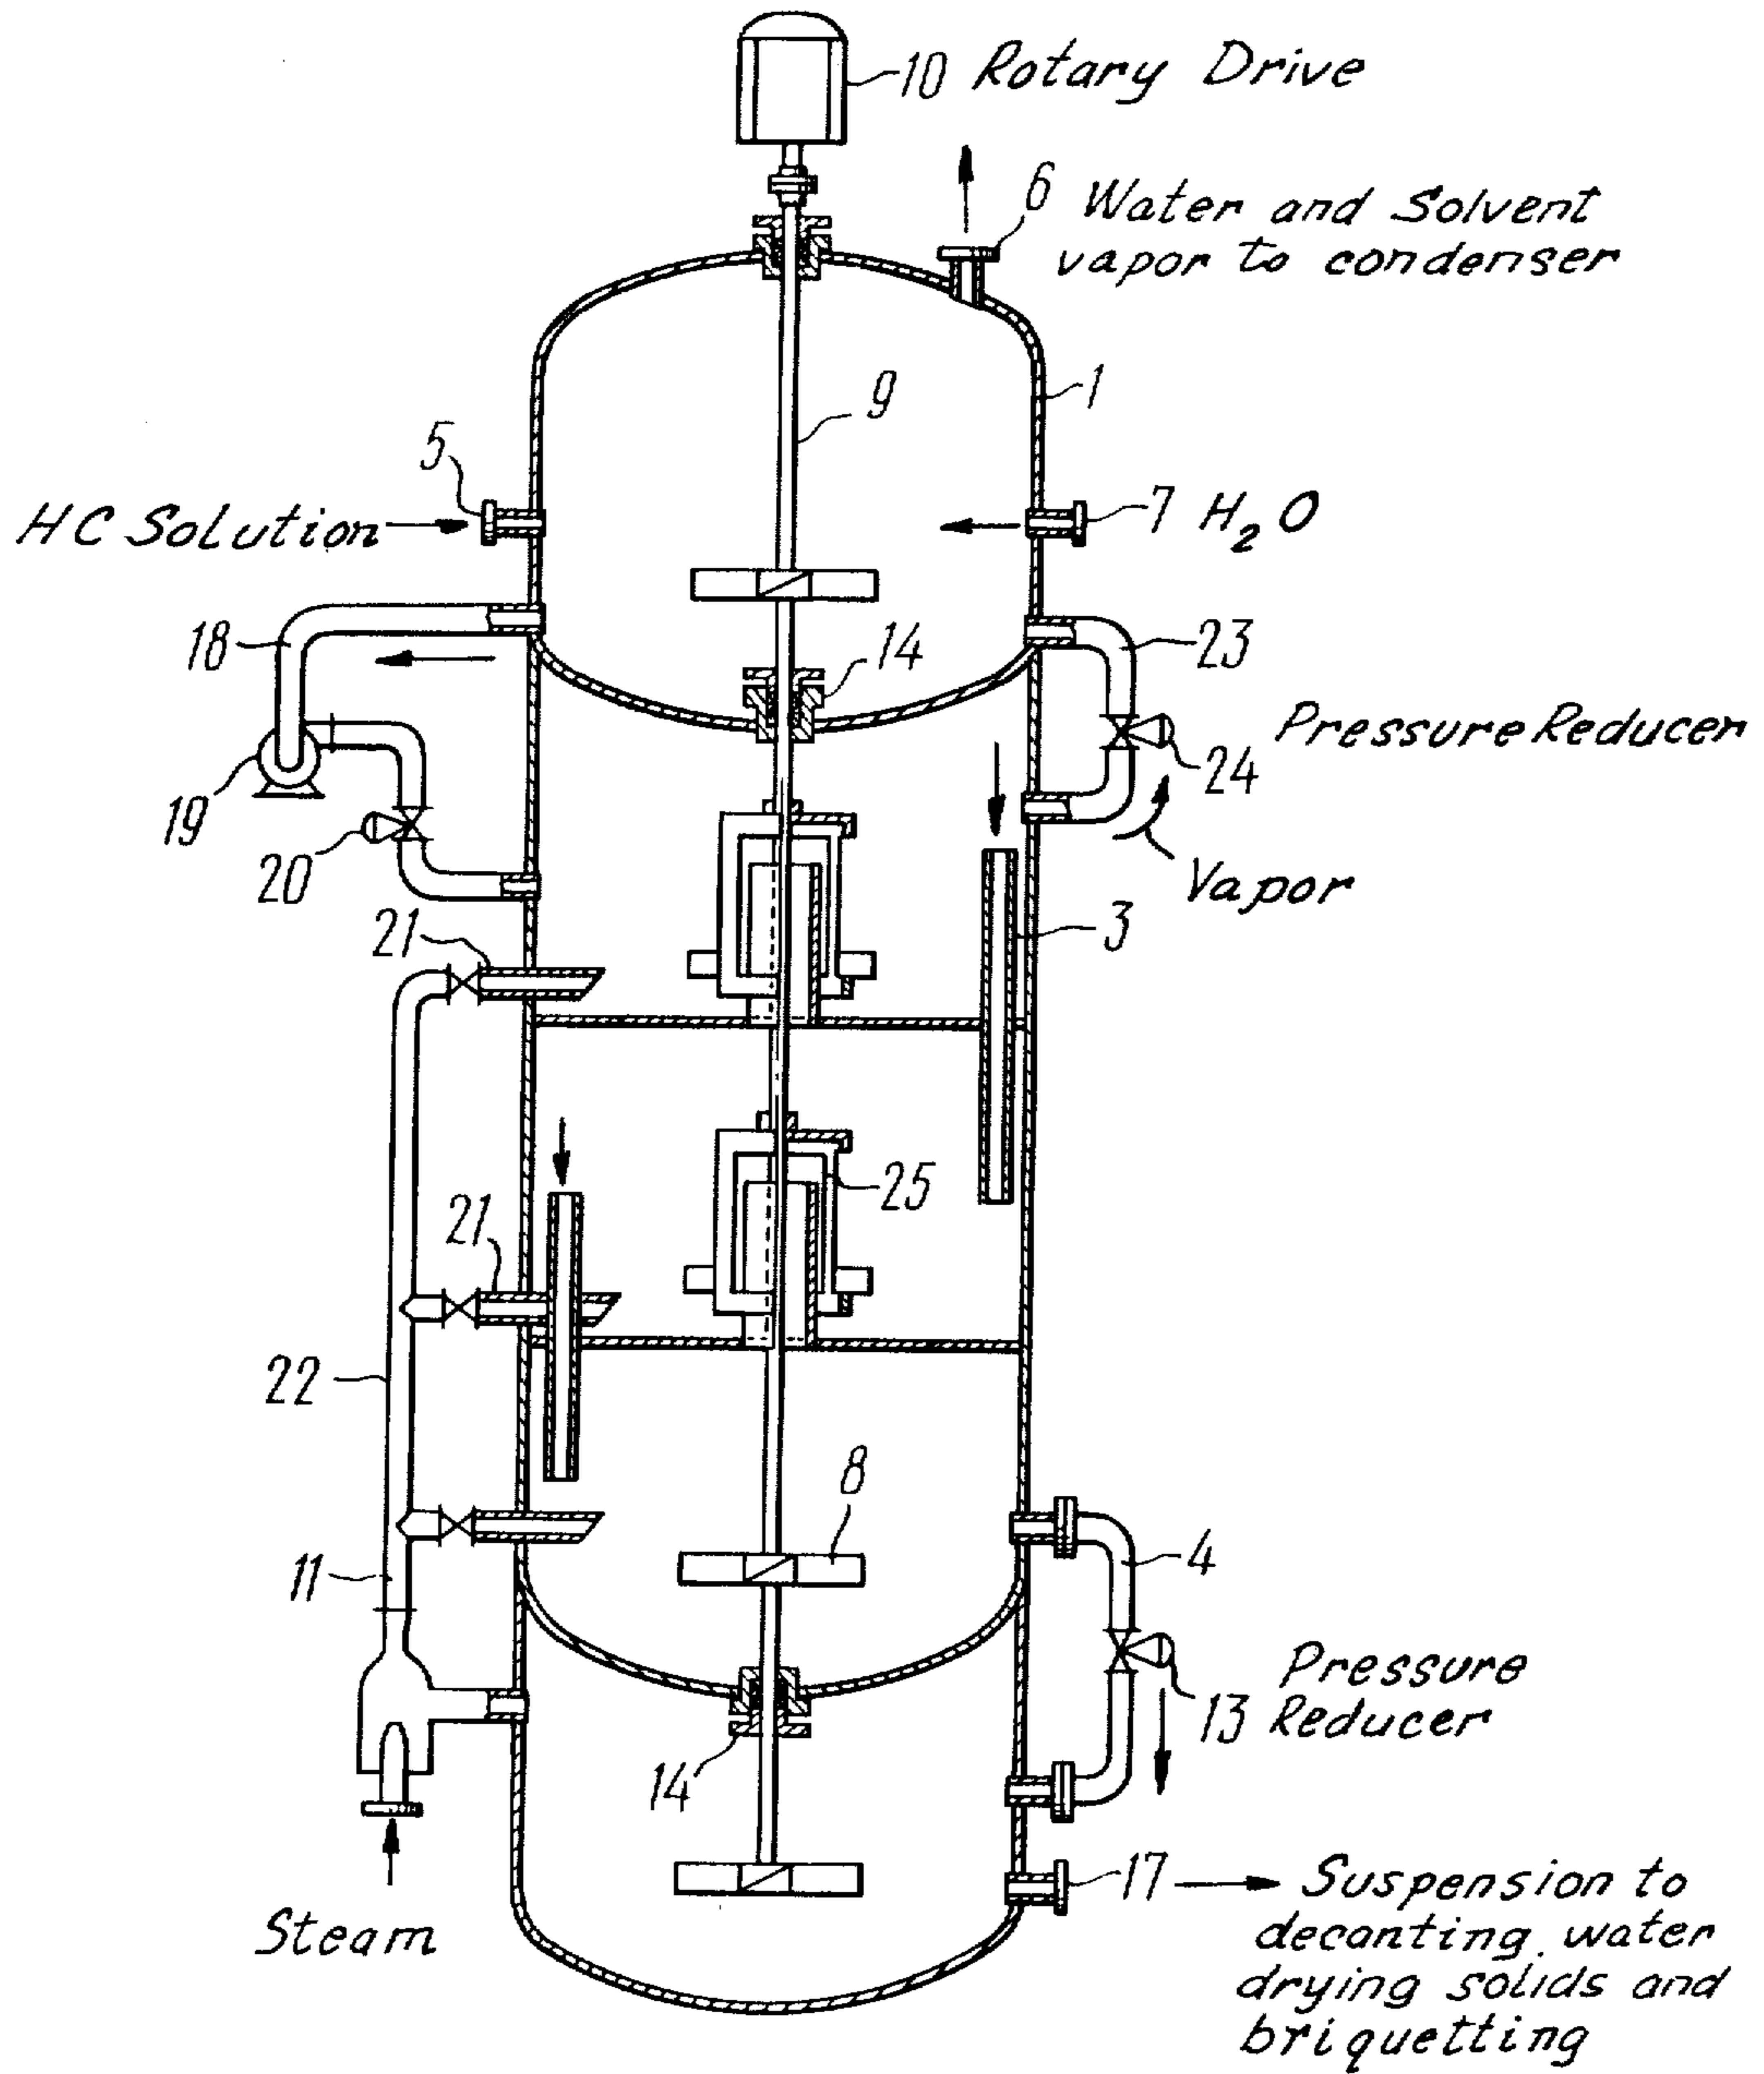 10 Rotary Drive
6 Water and Solvent
vapor to condenser
1
9
5
HC Solution
7 H₂O
18
14
23
Pressure Reducer
24
19
20
Vapor
21
3
25
21
22
8
11
4
Pressure
13 Reducer
14
17 Suspension to
decanting water
drying solids and
briquetting
Steam